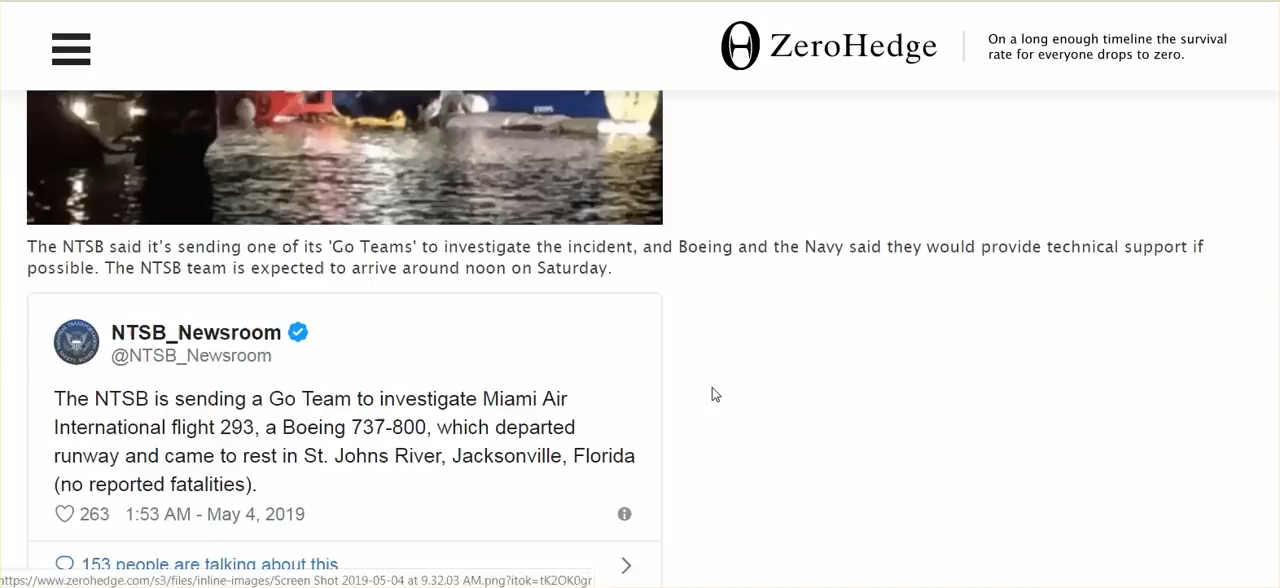 ZeroHedge
On a long enough timeline the survival
rate for everyone drops to zero.
The NTSB said it’s sending one of its 'Go Teams' to investigate the incident, and Boeing and the Navy said they would provide technical support if
possible. The NTSB team is expected to arrive around noon on Saturday.
NTSB_Newsroom
@NTSB_Newsroom
The NTSB is sending a Go Team to investigate Miami Air
International flight 293, a Boeing 737-800, which departed
runway and came to rest in St. Johns River, Jacksonville, Florida
(no reported fatalities).
263 1:53 AM - May 4, 2019
153 people are talking about this
https://www.zerohedge.com/s3/files/inline-images/Screen Shot 2019-05-04 at 9.32.03 AM.png?itok=tK2OK0gr